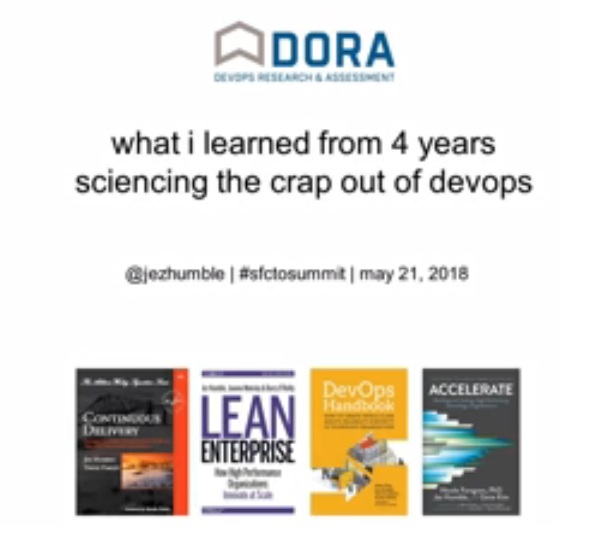 DORA
DEVOPS RESEARCH & ASSESSMENT
what i learned from 4 years
sciencing the crap out of devops
@jezhumble | #sfctosummit | may 21, 2018
CONTINUOUS
DELIVERY
LEAN
ENTERPRISE
How High Performance
Organizations
Innovate at Scale
DevOps
Handbook
ACCELERATE